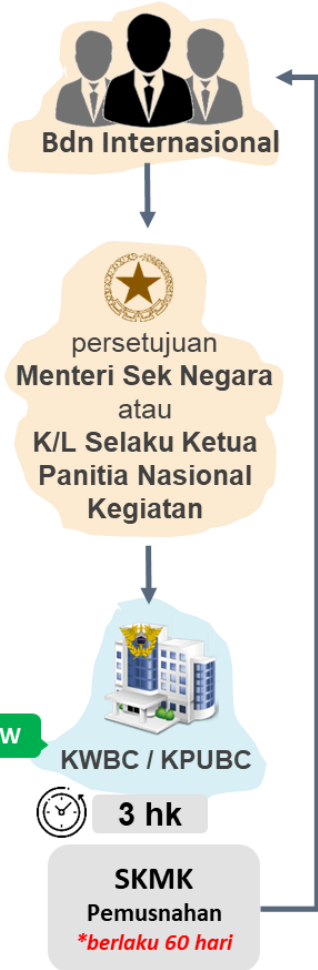 Bdn Internasional
persetujuan
Menteri Sek Negara
atau
K/L Selaku Ketua
Panitia Nasional
Kegiatan
W
KWBC / KPUBC
3 hk
SKMK
Pemusnahan
*berlaku 60 hari